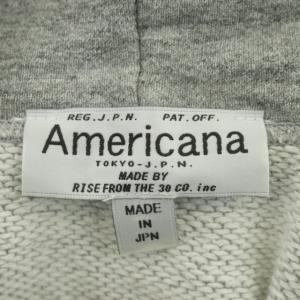 REG.J.P.N. PAT.OFF.
Americana
TOKYO-J.P.N.
MADE BY
RISE FROM THE 30 CO. inc
MADE
IN
JPN